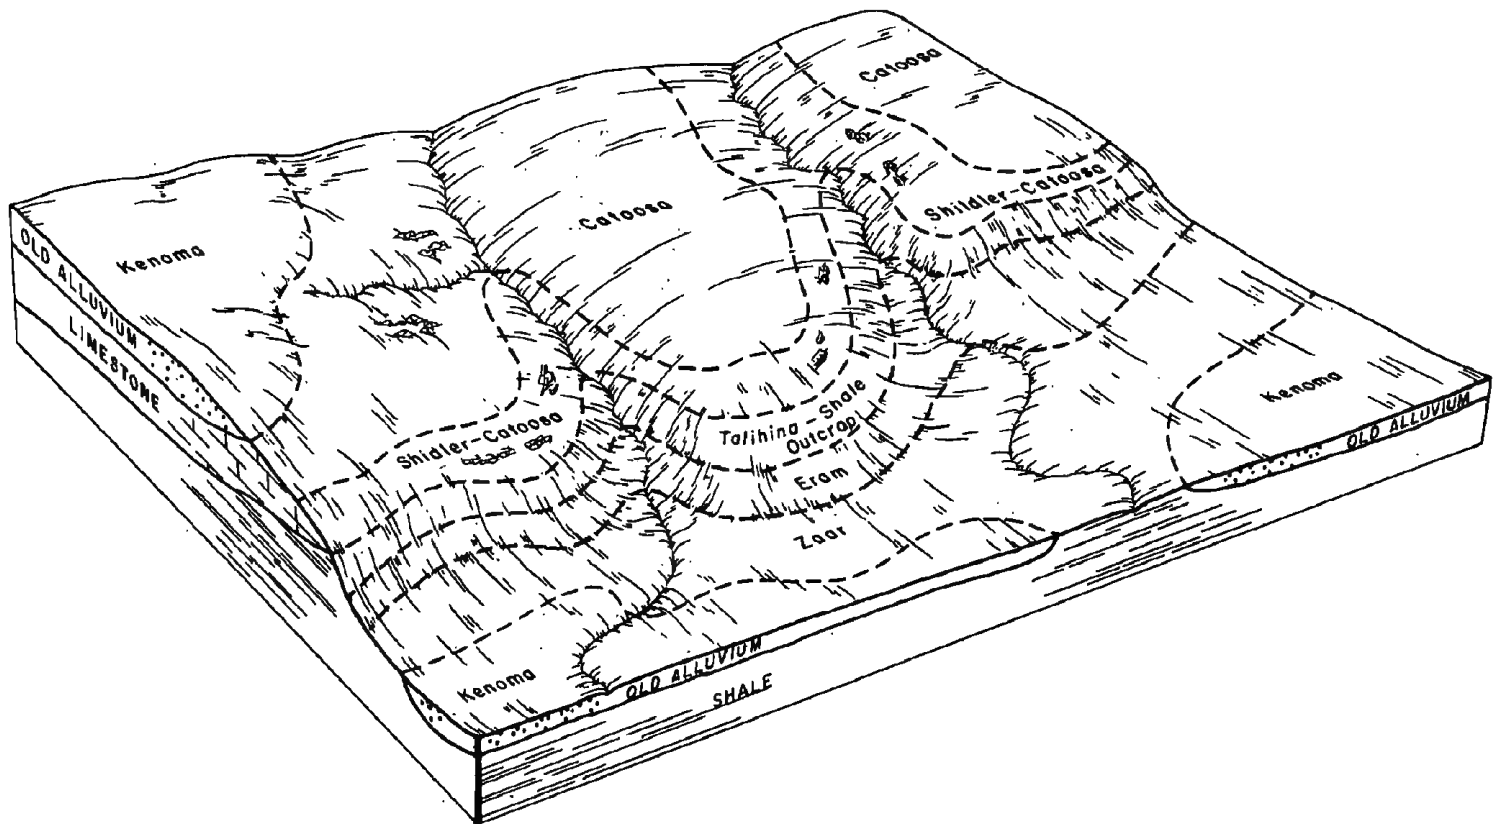 Catoosa
Shidler-Catoosa
Catoosa
Kenoma
OLD ALLUVIUM
LIMESTONE
Kenoma
OLD ALLUVIUM
Shidler-Catoosa
Talihina - Shale
Outcrop
Eram
Zaar
Kenoma
OLD ALLUVIUM
SHALE